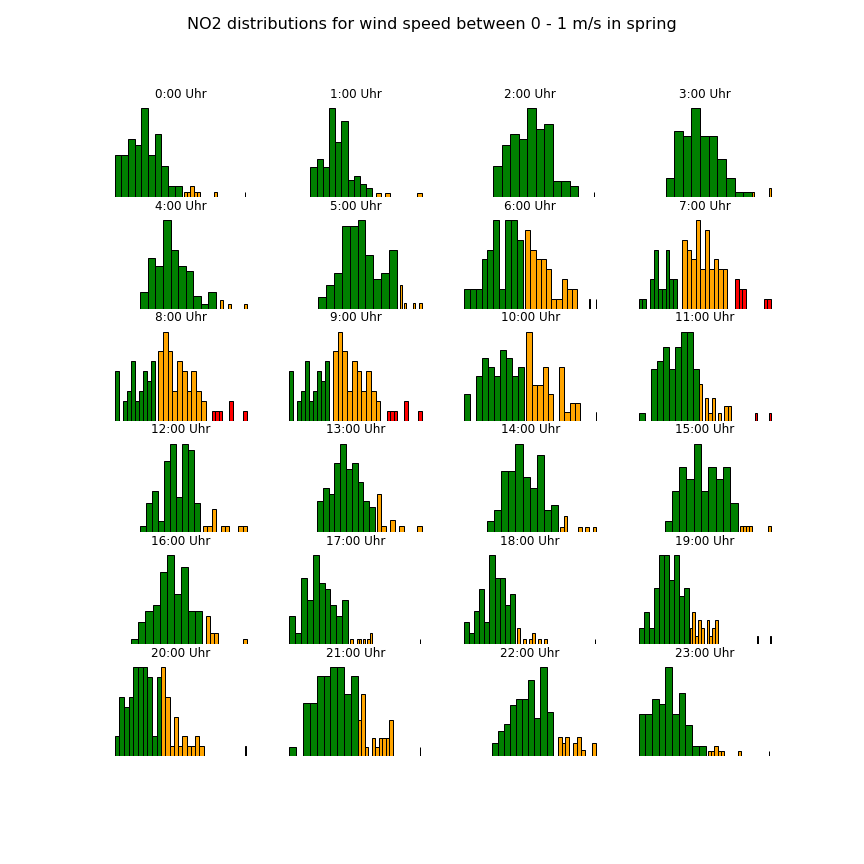 NO2 distributions for wind speed between 0 - 1 m/s in spring
0:00 Uhr 1:00 Uhr 2:00 Uhr 3:00 Uhr
4:00 Uhr 5:00 Uhr 6:00 Uhr 7:00 Uhr
8:00 Uhr 9:00 Uhr 10:00 Uhr 11:00 Uhr
12:00 Uhr 13:00 Uhr 14:00 Uhr 15:00 Uhr
16:00 Uhr 17:00 Uhr 18:00 Uhr 19:00 Uhr
20:00 Uhr 21:00 Uhr 22:00 Uhr 23:00 Uhr